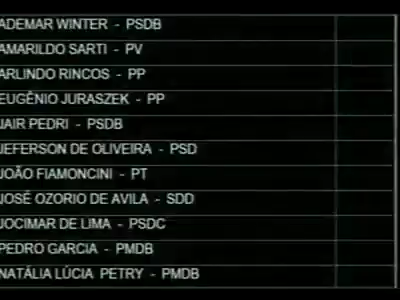 ADEMAR WINTER - PSDB
AMARILDO SARTI - PV
ARLINDO RINCOS - PP
EUGÊNIO JURASZEK - PP
JAIR PEDRI - PSDB
JEFERSON DE OLIVEIRA - PSD
JOÃO FIAMONCINI - PT
JOSÉ OZORIO DE AVILA - SDD
JOCIMAR DE LIMA - PSDC
PEDRO GARCIA - PMDB
NATÁLIA LÚCIA PETRY - PMDB